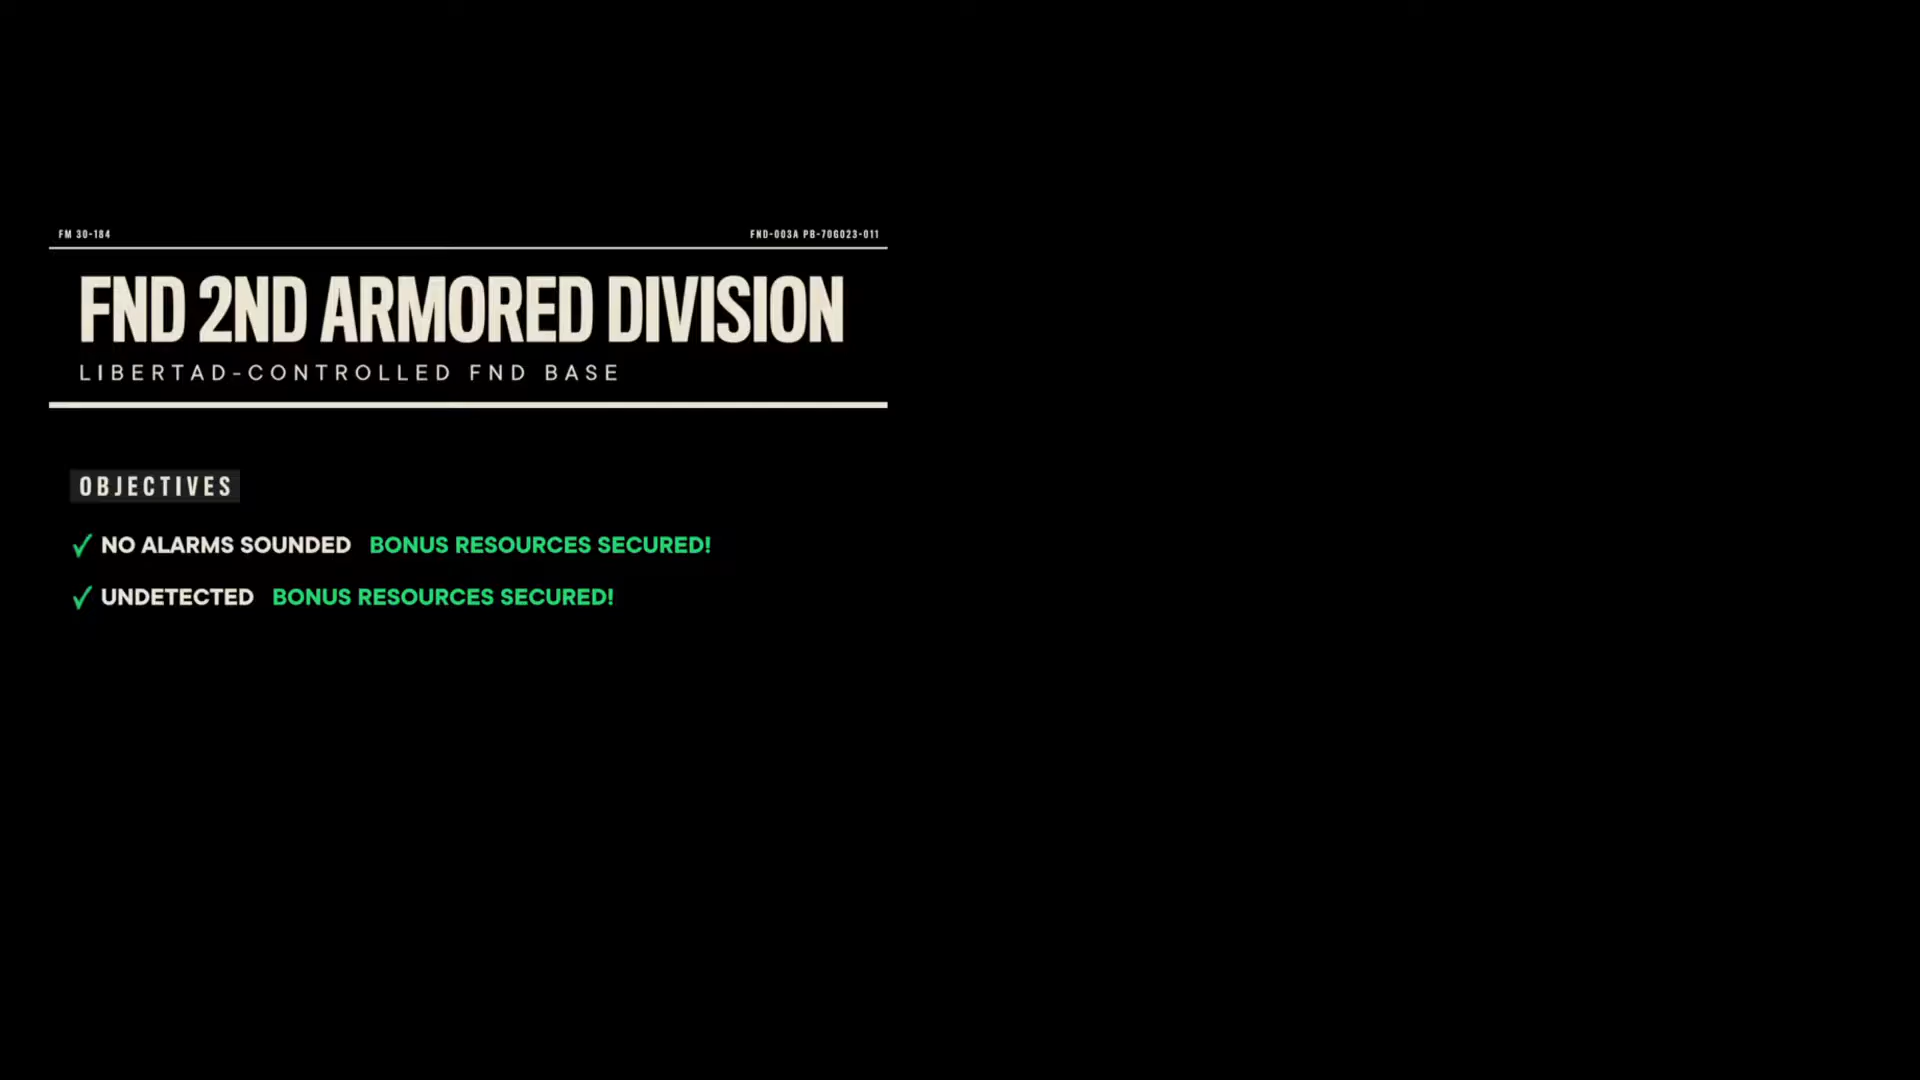 FM 30-184
FND-003A PB-70G023-011
FND 2ND ARMORED DIVISION
LIBERTAD-CONTROLLED FND BASE
OBJECTIVES
✓ NO ALARMS SOUNDED BONUS RESOURCES SECURED!
✓ UNDETECTED BONUS RESOURCES SECURED!